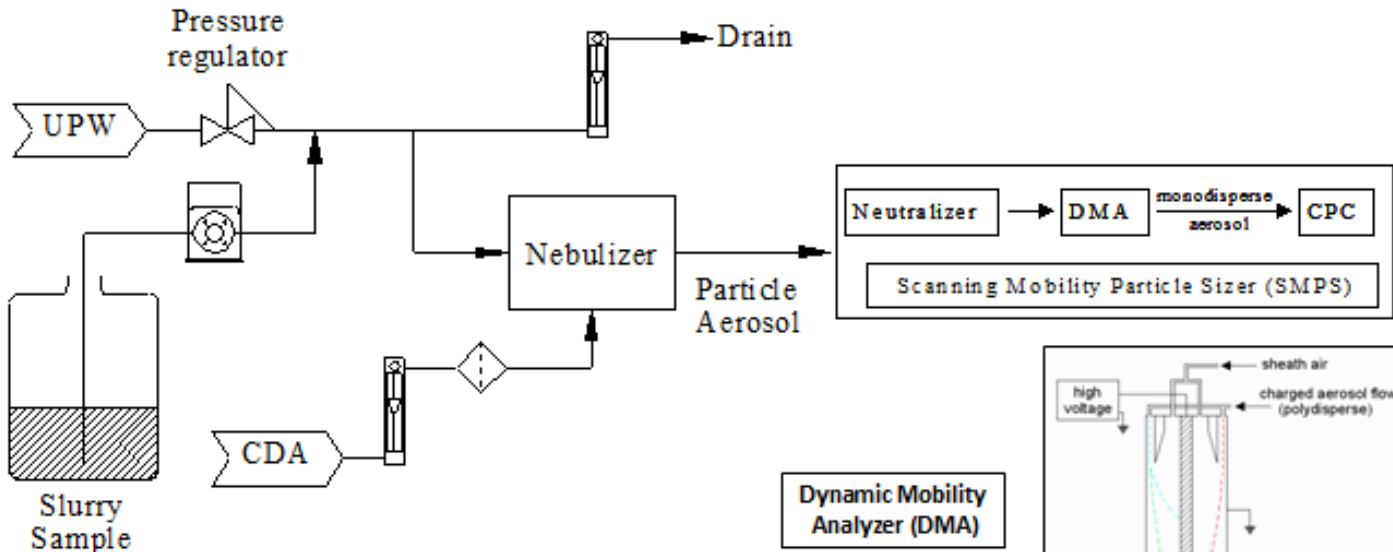 Pressure
regulator
Drain
UPW
Nebulizer
Particle
Aerosol
Neutralizer
DMA
monodisperse
aerosol
CPC
Scanning Mobility Particle Sizer (SMPS)
CDA
Slurry
Sample
Dynamic Mobility
Analyzer (DMA)
sheath air
high
voltage
charged aerosol flow
(polydisperse)